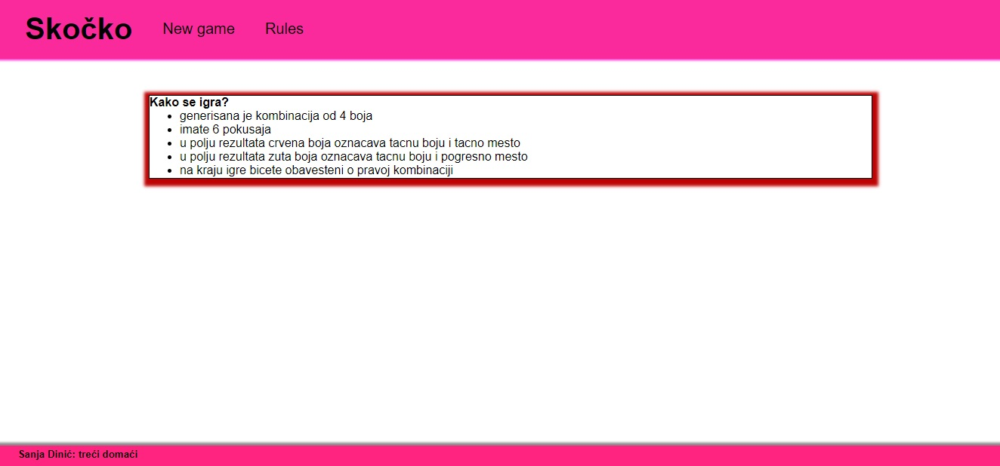 Skočko New game Rules
Kako se igra?
generisana je kombinacija od 4 boja
imate 6 pokusaja
u polju rezultata crvena boja oznacava tacnu boju i tacno mesto
u polju rezultata zuta boja oznacava tacnu boju i pogresno mesto
na kraju igre bicete obavesteni o pravoj kombinaciji
Sanja Dinić: treći domaći